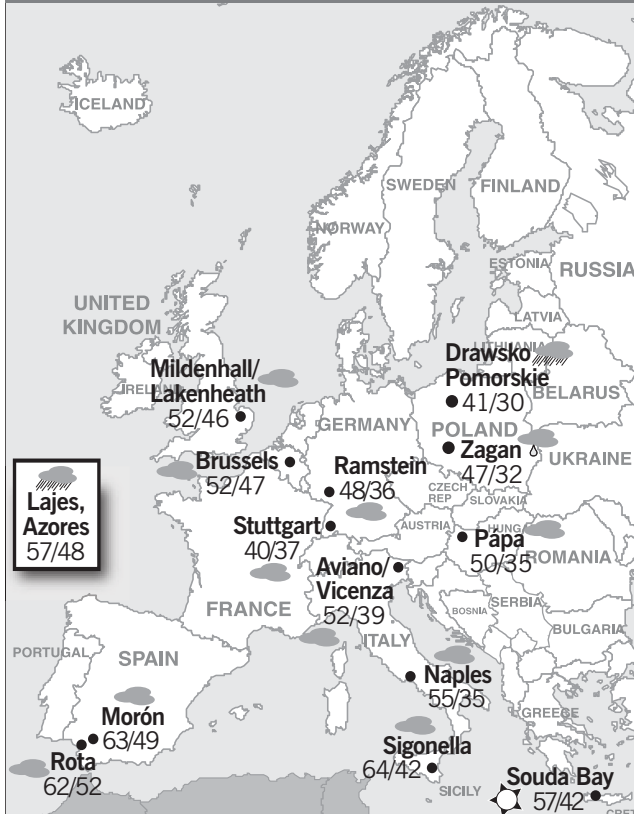 ICELAND
SWEDEN
FINLAND
NORWAY
ESTONIA
RUSSIA
LATVIA
LITHUANIA
UNITED
KINGDOM
IRELAND
Mildenhall/
Lakenheath
52/46
Drawsko
Pomorskie
41/30
BELARUS
GERMANY
POLAND
Zagan
47/32
UKRAINE
Brussels
52/47
Ramstein
48/36
CZECH
REP
SLOVAKIA
Lajes,
Azores
57/48
Stuttgart
40/37
AUSTRIA
HUNGA
Pápa
50/35
ROMANIA
Aviano/
Vicenza
52/39
FRANCE
BOSNIA
SERBIA
BULGARIA
ITALY
PORTUGAL
SPAIN
Naples
55/35
GREECE
Morón
63/49
Rota
62/52
Sigonella
64/42
SICILY
Souda Bay
57/42
CRET